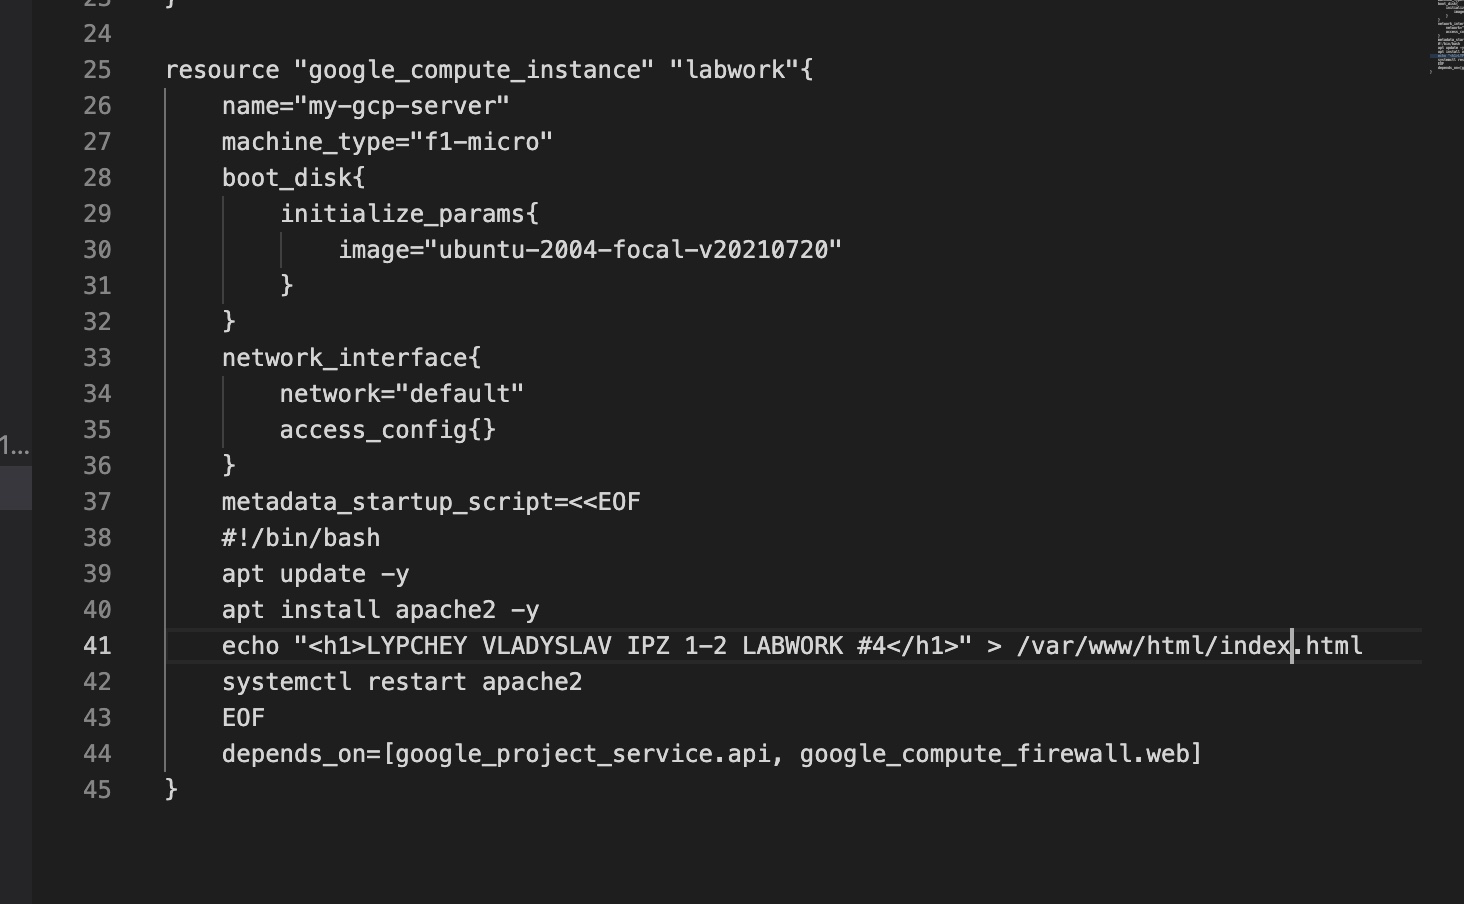 23 }
24
25 resource "google_compute_instance" "labwork"{
26 name="my-gcp-server"
27 machine_type="f1-micro"
28 boot_disk{
29 initialize_params{
30 image="ubuntu-2004-focal-v20210720"
31 }
32 }
33 network_interface{
34 network="default"
35 access_config{}
36 }
37 metadata_startup_script=<<EOF
38 #!/bin/bash
39 apt update -y
40 apt install apache2 -y
41 echo "<h1>LYPCHEY VLADYSLAV IPZ 1-2 LABWORK #4</h1>" > /var/www/html/index.html
42 systemctl restart apache2
43 EOF
44 depends_on=[google_project_service.api, google_compute_firewall.web]
45 }
1...